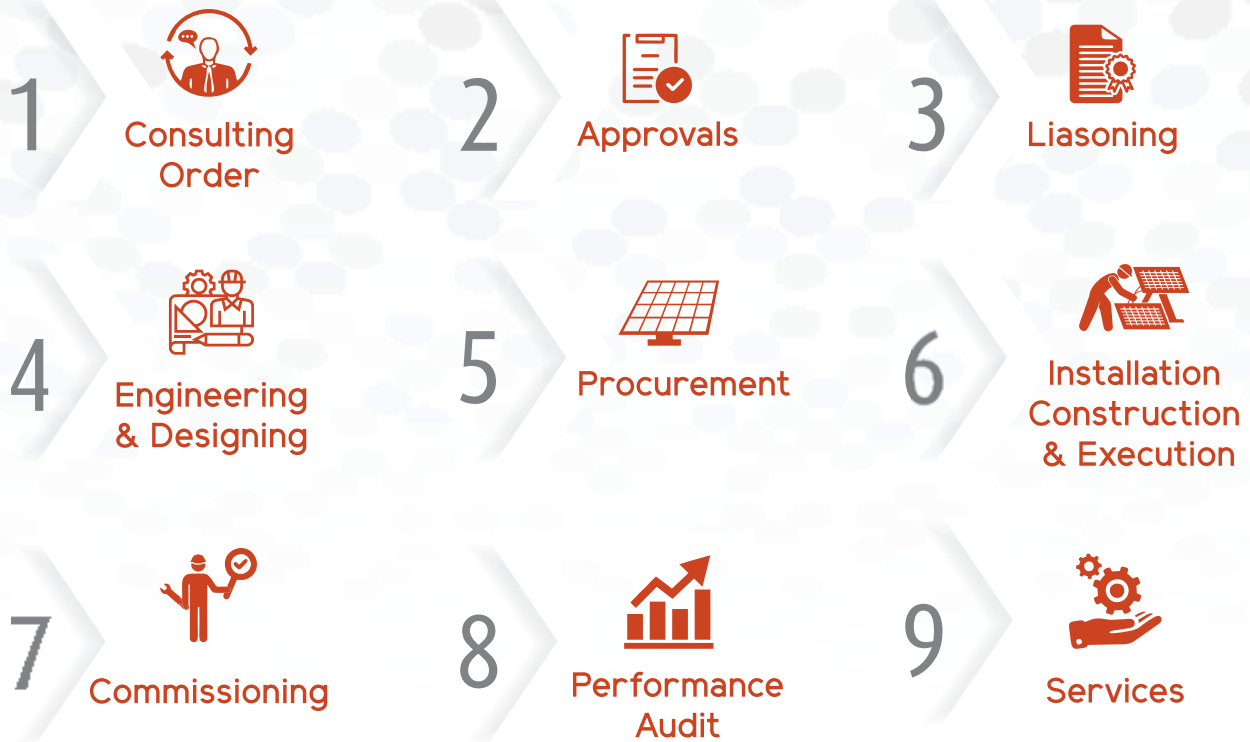 1
Consulting
Order
2
Approvals
3
Liasoning
4
Engineering
& Designing
5
Procurement
6
Installation
Construction
& Execution
7
Commissioning
8
Performance
Audit
9
Services